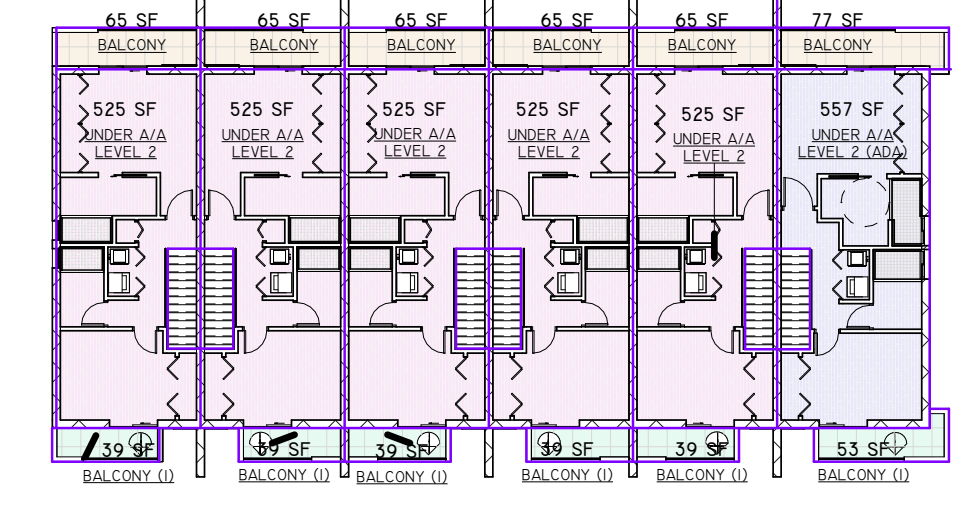 65 SF
BALCONY
65 SF
BALCONY
65 SF
BALCONY
65 SF
BALCONY
65 SF
BALCONY
77 SF
BALCONY
525 SF
UNDER A/A
LEVEL 2
525 SF
UNDER A/A
LEVEL 2
525 SF
UNDER A/A
LEVEL 2
525 SF
UNDER A/A
LEVEL 2
525 SF
UNDER A/A
LEVEL 2
557 SF
UNDER A/A
LEVEL 2 (ADA)
39 SF
BALCONY (I)
39 SF
BALCONY (I)
39 SF
BALCONY (I)
39 SF
BALCONY (I)
39 SF
BALCONY (I)
53 SF
BALCONY (I)